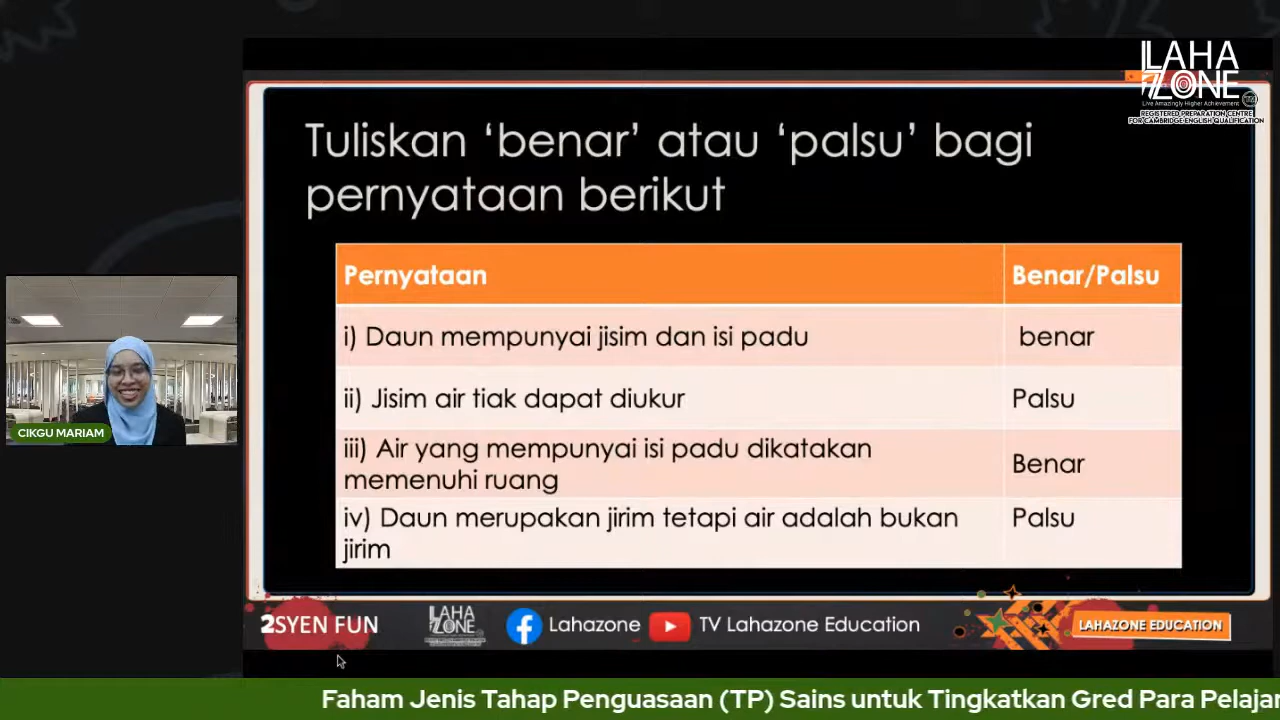 LAHA
ZONE
Live Amazingly Higher Achievement
REGISTERED PREPARATION CENTRE
FOR CAMBRIDGE ENGLISH QUALIFICATION
Tuliskan ‘benar’ atau ‘palsu’ bagi
pernyataan berikut
Pernyataan Benar/Palsu
i) Daun mempunyai jisim dan isi padu benar
ii) Jisim air tiak dapat diukur Palsu
iii) Air yang mempunyai isi padu dikatakan
memenuhi ruang Benar
iv) Daun merupakan jirim tetapi air adalah bukan
jirim Palsu
CIKGU MARIAM
2SYEN FUN
LAHA
ZONE
Lahazone
TV Lahazone Education
LAHAZONE EDUCATION
Faham Jenis Tahap Penguasaan (TP) Sains untuk Tingkatkan Gred Para Pelajar